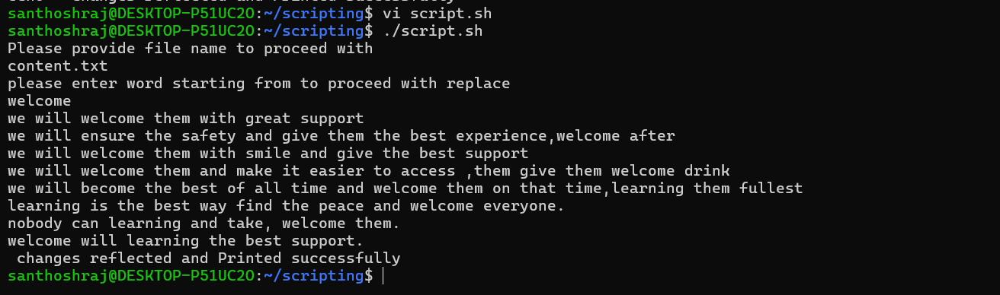 santhoshraj@DESKTOP-P51UC2O:~/scripting$ vi script.sh
santhoshraj@DESKTOP-P51UC2O:~/scripting$ ./script.sh
Please provide file name to proceed with
content.txt
please enter word starting from to proceed with replace
welcome
we will welcome them with great support
we will ensure the safety and give them the best experience,welcome after
we will welcome them with smile and give the best support
we will welcome them and make it easier to access ,them give them welcome drink
we will become the best of all time and welcome them on that time,learning them fullest
learning is the best way find the peace and welcome everyone.
nobody can learning and take, welcome them.
welcome will learning the best support.
 changes reflected and Printed successfully
santhoshraj@DESKTOP-P51UC2O:~/scripting$